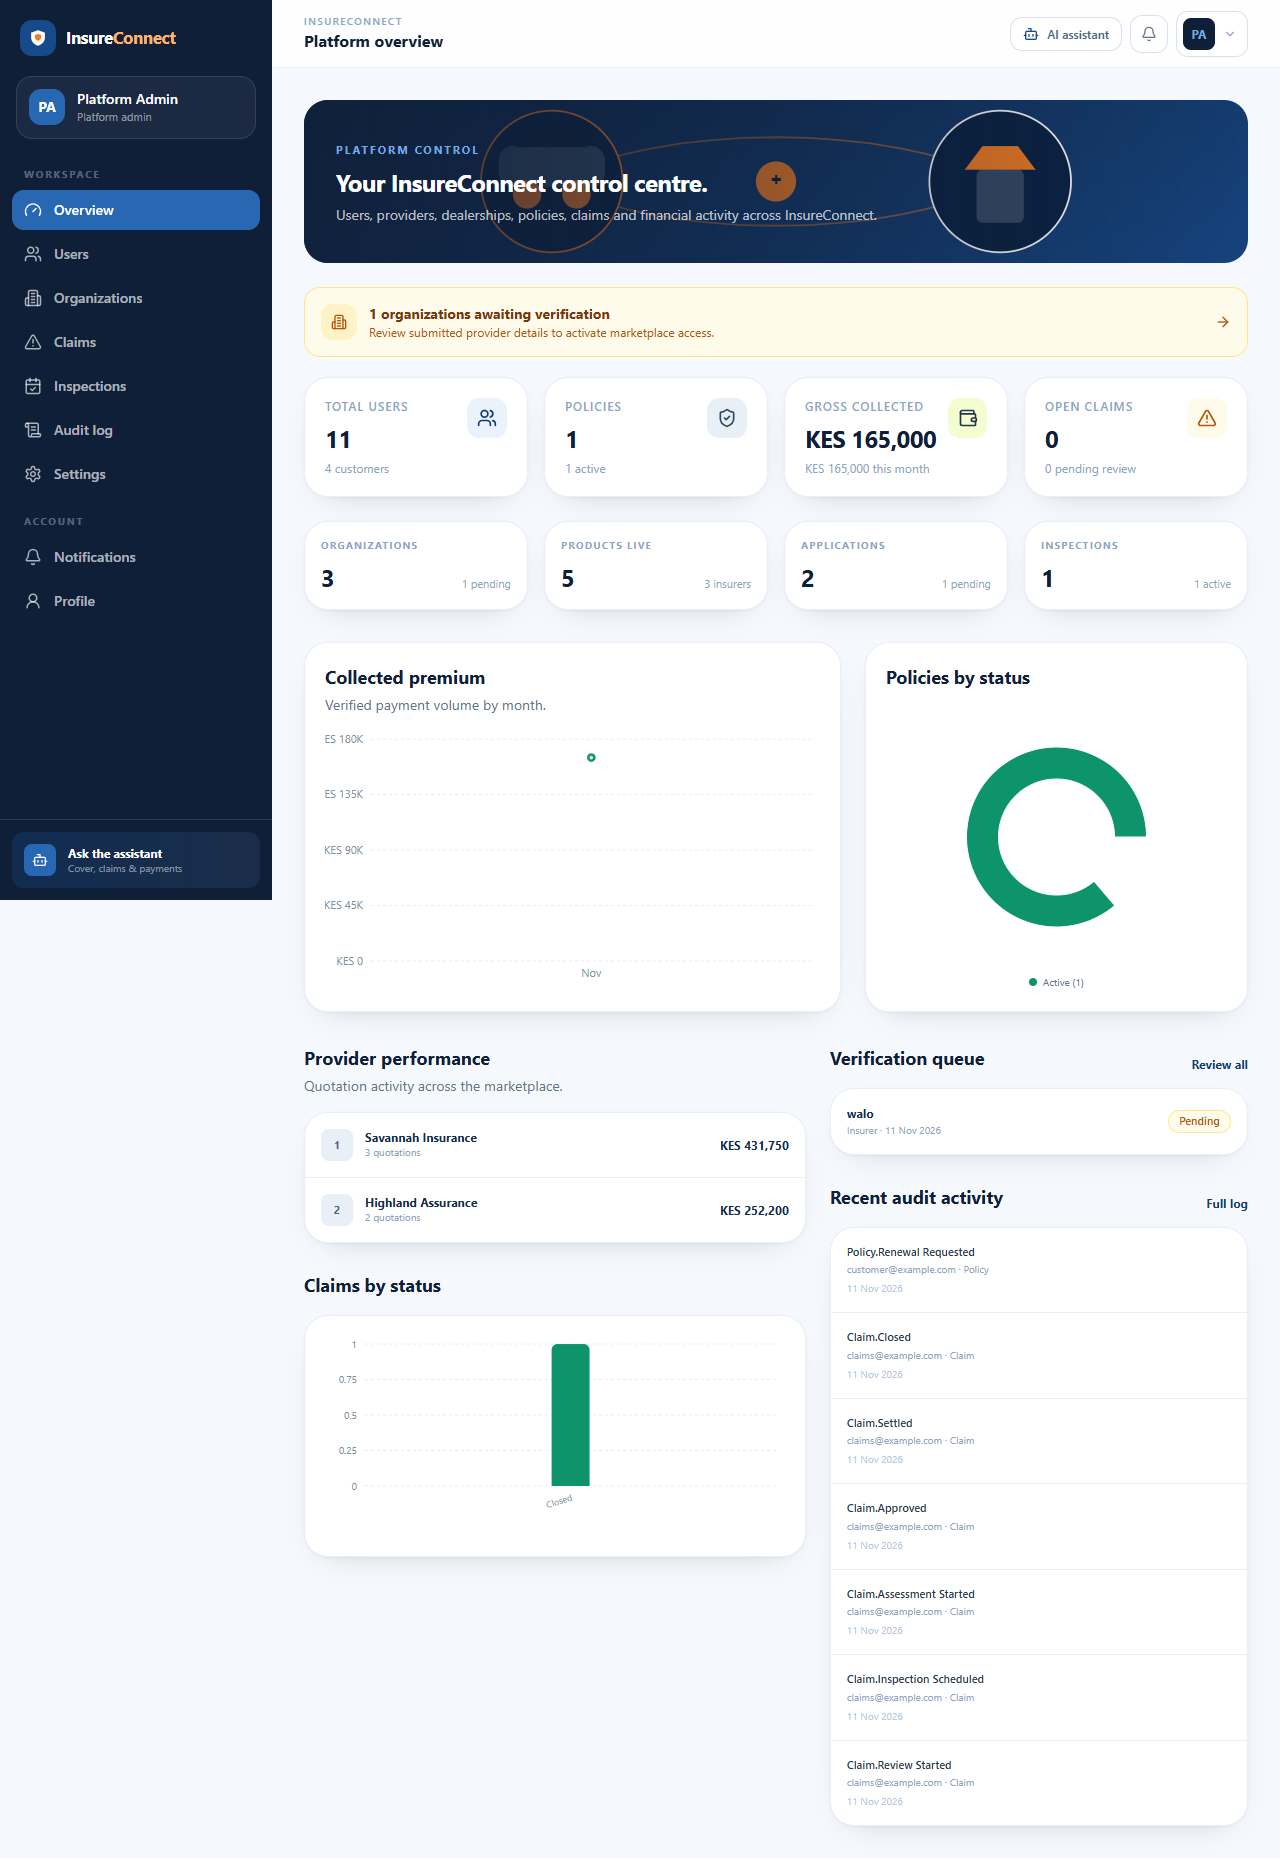 InsureConnect
PA
Platform Admin
Platform admin
WORKSPACE
Overview
Users
Organizations
Claims
Inspections
Audit log
Settings
ACCOUNT
Notifications
Profile
Ask the assistant
Cover, claims & payments
INSURECONNECT
Platform overview
AI assistant
PA
PLATFORM CONTROL
Your InsureConnect control centre.
Users, providers, dealerships, policies, claims and financial activity across InsureConnect.
+
1 organizations awaiting verification
Review submitted provider details to activate marketplace access.
TOTAL USERS
11
4 customers
POLICIES
1
1 active
GROSS COLLECTED
KES 165,000
KES 165,000 this month
OPEN CLAIMS
0
0 pending review
ORGANIZATIONS
3
1 pending
PRODUCTS LIVE
5
3 insurers
APPLICATIONS
2
1 pending
INSPECTIONS
1
1 active
Collected premium
Verified payment volume by month.
ES 180K
ES 135K
KES 90K
KES 45K
KES 0
Nov
Policies by status
Active (1)
Provider performance
Quotation activity across the marketplace.
1
Savannah Insurance
3 quotations
KES 431,750
2
Highland Assurance
2 quotations
KES 252,200
Claims by status
1
0.75
0.5
0.25
0
Closed
Verification queue
Review all
walo
Insurer · 11 Nov 2026
Pending
Recent audit activity
Full log
Policy.Renewal Requested
customer@example.com · Policy
11 Nov 2026
Claim.Closed
claims@example.com · Claim
11 Nov 2026
Claim.Settled
claims@example.com · Claim
11 Nov 2026
Claim.Approved
claims@example.com · Claim
11 Nov 2026
Claim.Assessment Started
claims@example.com · Claim
11 Nov 2026
Claim.Inspection Scheduled
claims@example.com · Claim
11 Nov 2026
Claim.Review Started
claims@example.com · Claim
11 Nov 2026